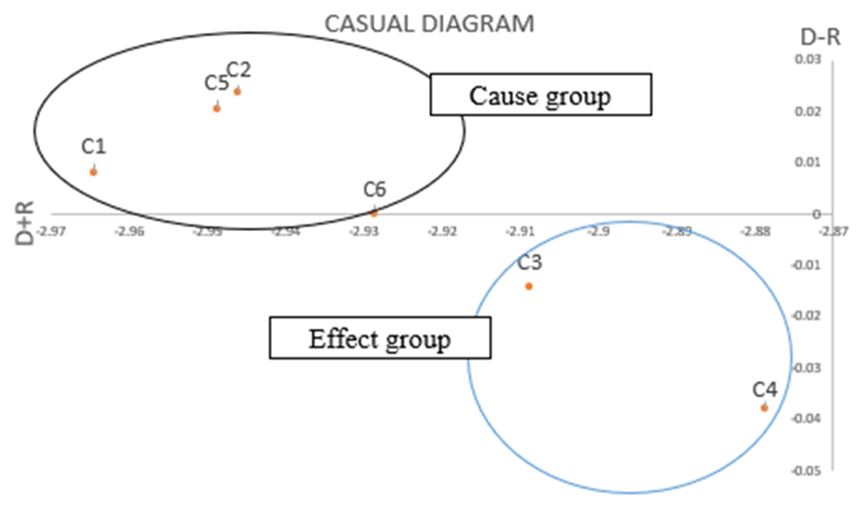 CASUAL DIAGRAM
D-R
0.03
C2
C5
Cause group
0.02
C1
0.01
C6
0
D+R
-2.97 -2.96 -2.95 -2.94 -2.93 -2.92 -2.91 -2.9 -2.89 -2.88 -2.87
C3
-0.01
-0.02
Effect group
-0.03
C4
-0.04
-0.05